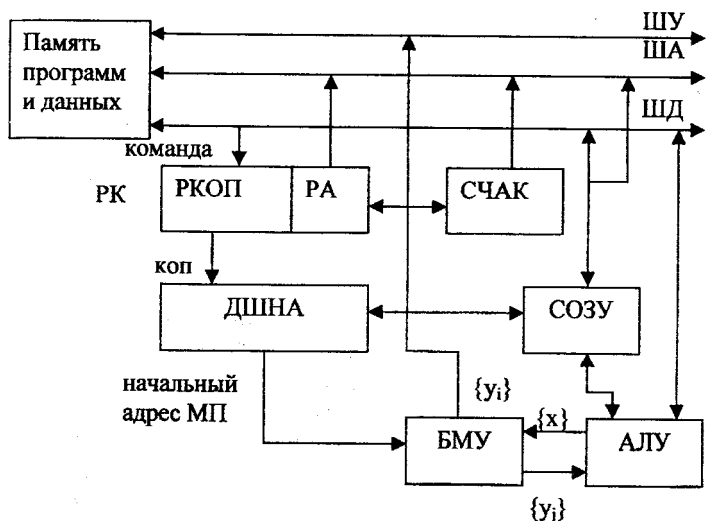 ШУ
Память
программ
и данных
ША
ШД
команда
РК
РКОП
РА
СЧАК
коп
ДШНА
СОЗУ
начальный
адрес МП
{yi}
{x}
БМУ
АЛУ
{yj}